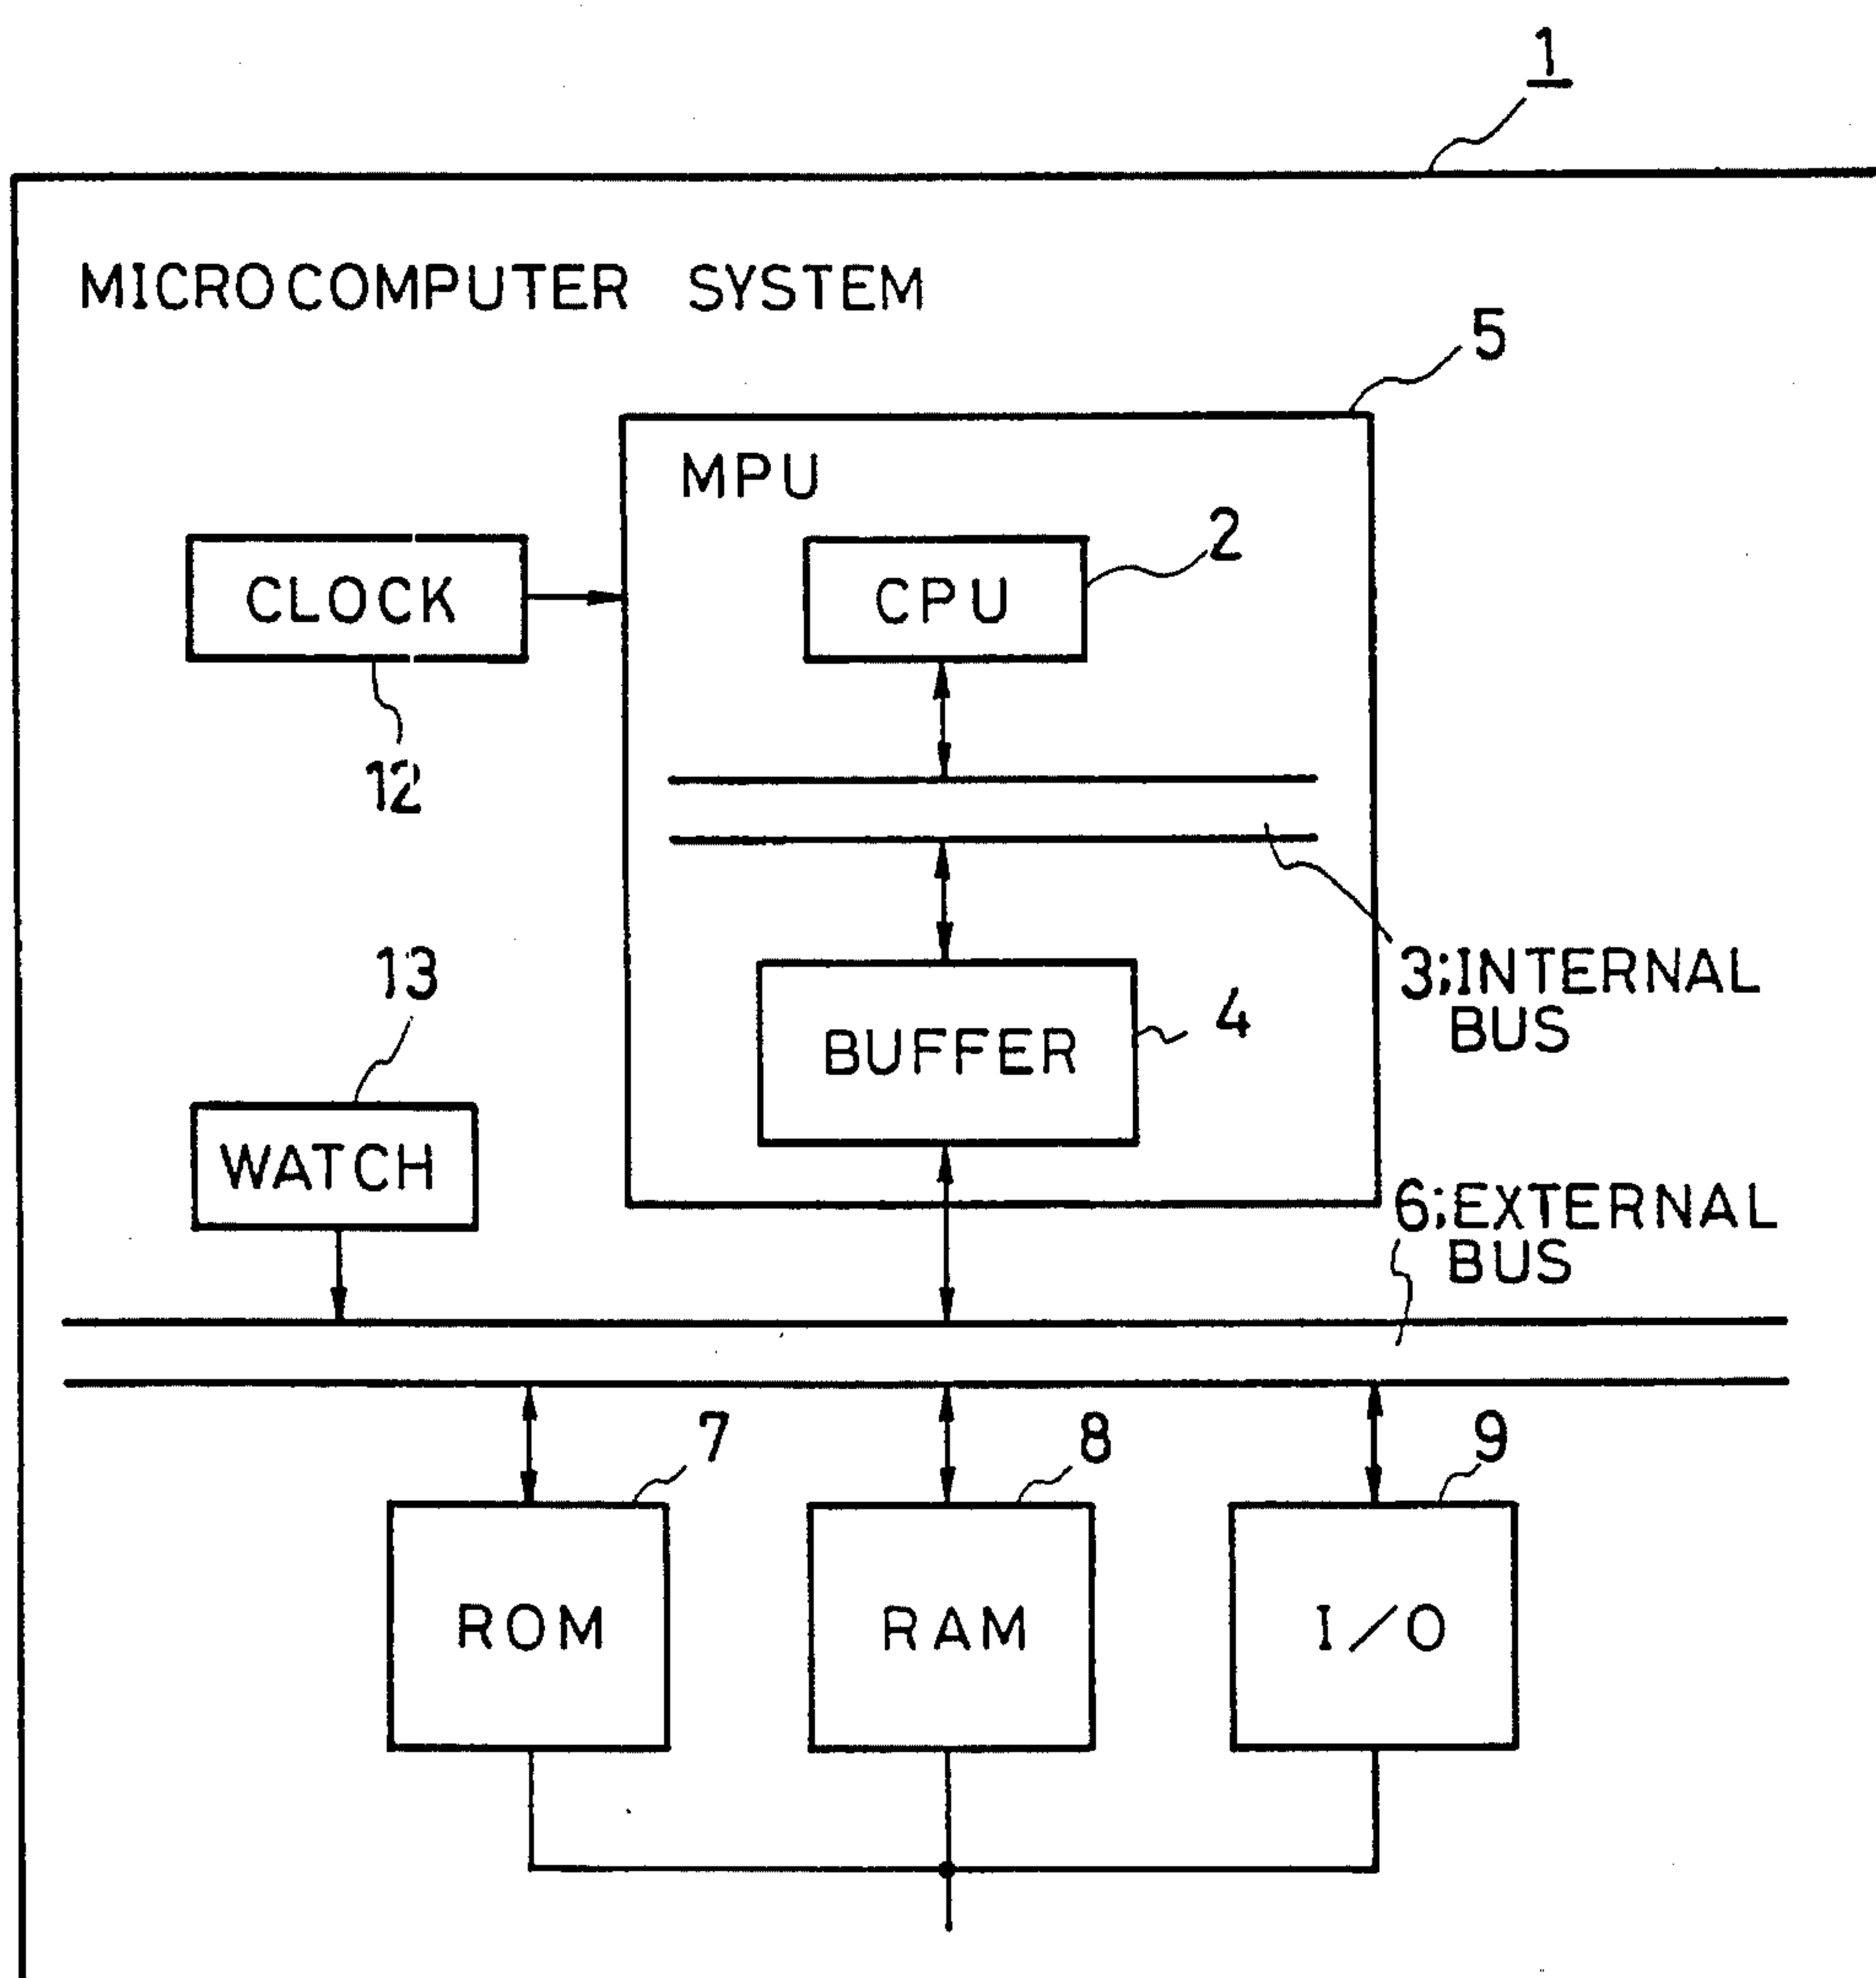 1
MICROCOMPUTER SYSTEM
5
MPU
2
CLOCK
CPU
12
13
3;INTERNAL
BUS
4
BUFFER
WATCH
6;EXTERNAL
BUS
7
8
9
ROM
RAM
I/O